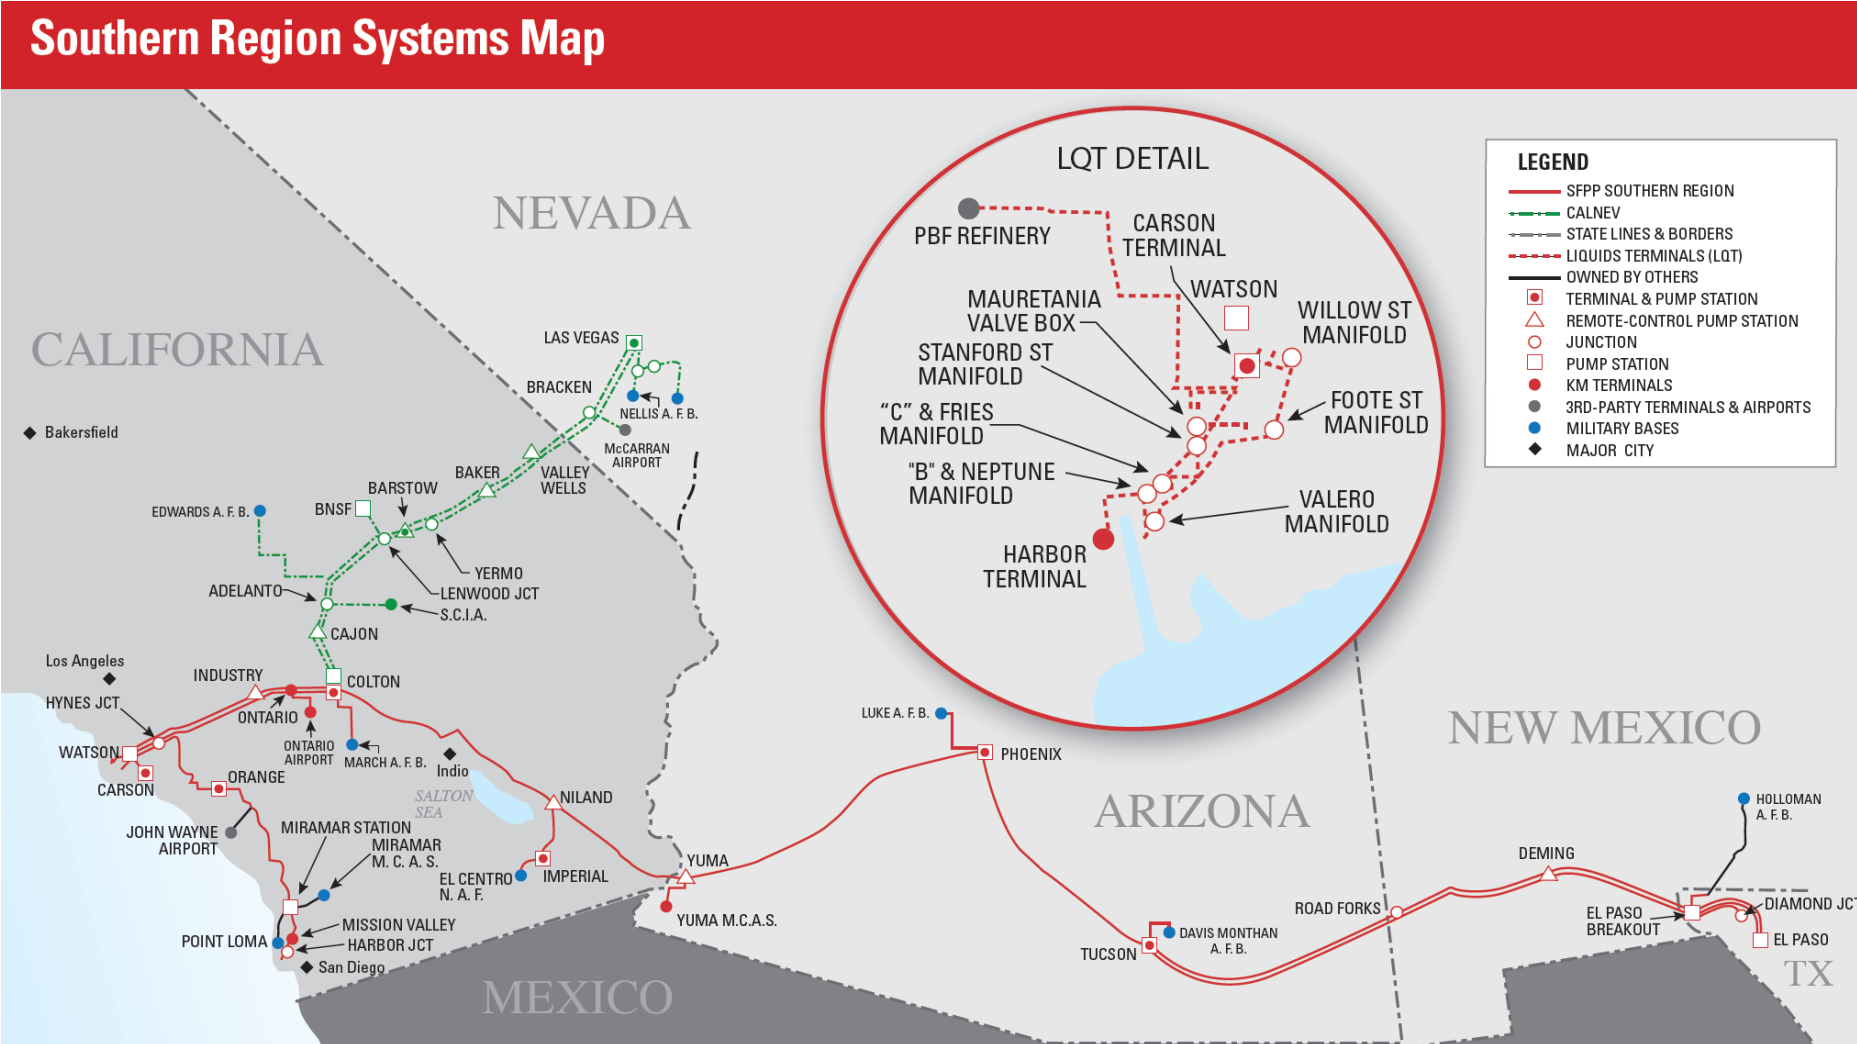 Southern Region Systems Map
LQT DETAIL
PBF REFINERY
CARSON
TERMINAL
WATSON
MAURETANIA
VALVE BOX
WILLOW ST
MANIFOLD
STANFORD ST
MANIFOLD
“C” & FRIES
MANIFOLD
FOOTE ST
MANIFOLD
"B" & NEPTUNE
MANIFOLD
VALERO
MANIFOLD
HARBOR
TERMINAL
LEGEND
SFPP SOUTHERN REGION
CALNEV
STATE LINES & BORDERS
LIQUIDS TERMINALS (LQT)
OWNED BY OTHERS
TERMINAL & PUMP STATION
REMOTE-CONTROL PUMP STATION
JUNCTION
PUMP STATION
KM TERMINALS
3RD-PARTY TERMINALS & AIRPORTS
MILITARY BASES
MAJOR CITY
NEVADA
CALIFORNIA
LAS VEGAS
BRACKEN
NELLIS A. F. B.
McCARRAN
AIRPORT
Bakersfield
BAKER
VALLEY
WELLS
BARSTOW
BNSF
EDWARDS A. F. B.
YERMO
LENWOOD JCT
ADELANTO
S.C.I.A.
CAJON
Los Angeles
INDUSTRY
COLTON
HYNES JCT
ONTARIO
WATSON
ONTARIO
AIRPORT
MARCH A. F. B.
Indio
CARSON
ORANGE
SALTON
SEA
NILAND
JOHN WAYNE
AIRPORT
MIRAMAR STATION
MIRAMAR
M. C. A. S.
EL CENTRO
N. A. F.
IMPERIAL
MISSION VALLEY
POINT LOMA
HARBOR JCT
San Diego
MEXICO
YUMA
YUMA M.C.A.S.
LUKE A. F. B.
PHOENIX
ARIZONA
NEW MEXICO
TUCSON
DAVIS MONTHAN
A. F. B.
ROAD FORKS
DEMING
HOLLOMAN
A. F. B.
EL PASO
BREAKOUT
DIAMOND JCT
EL PASO
TX